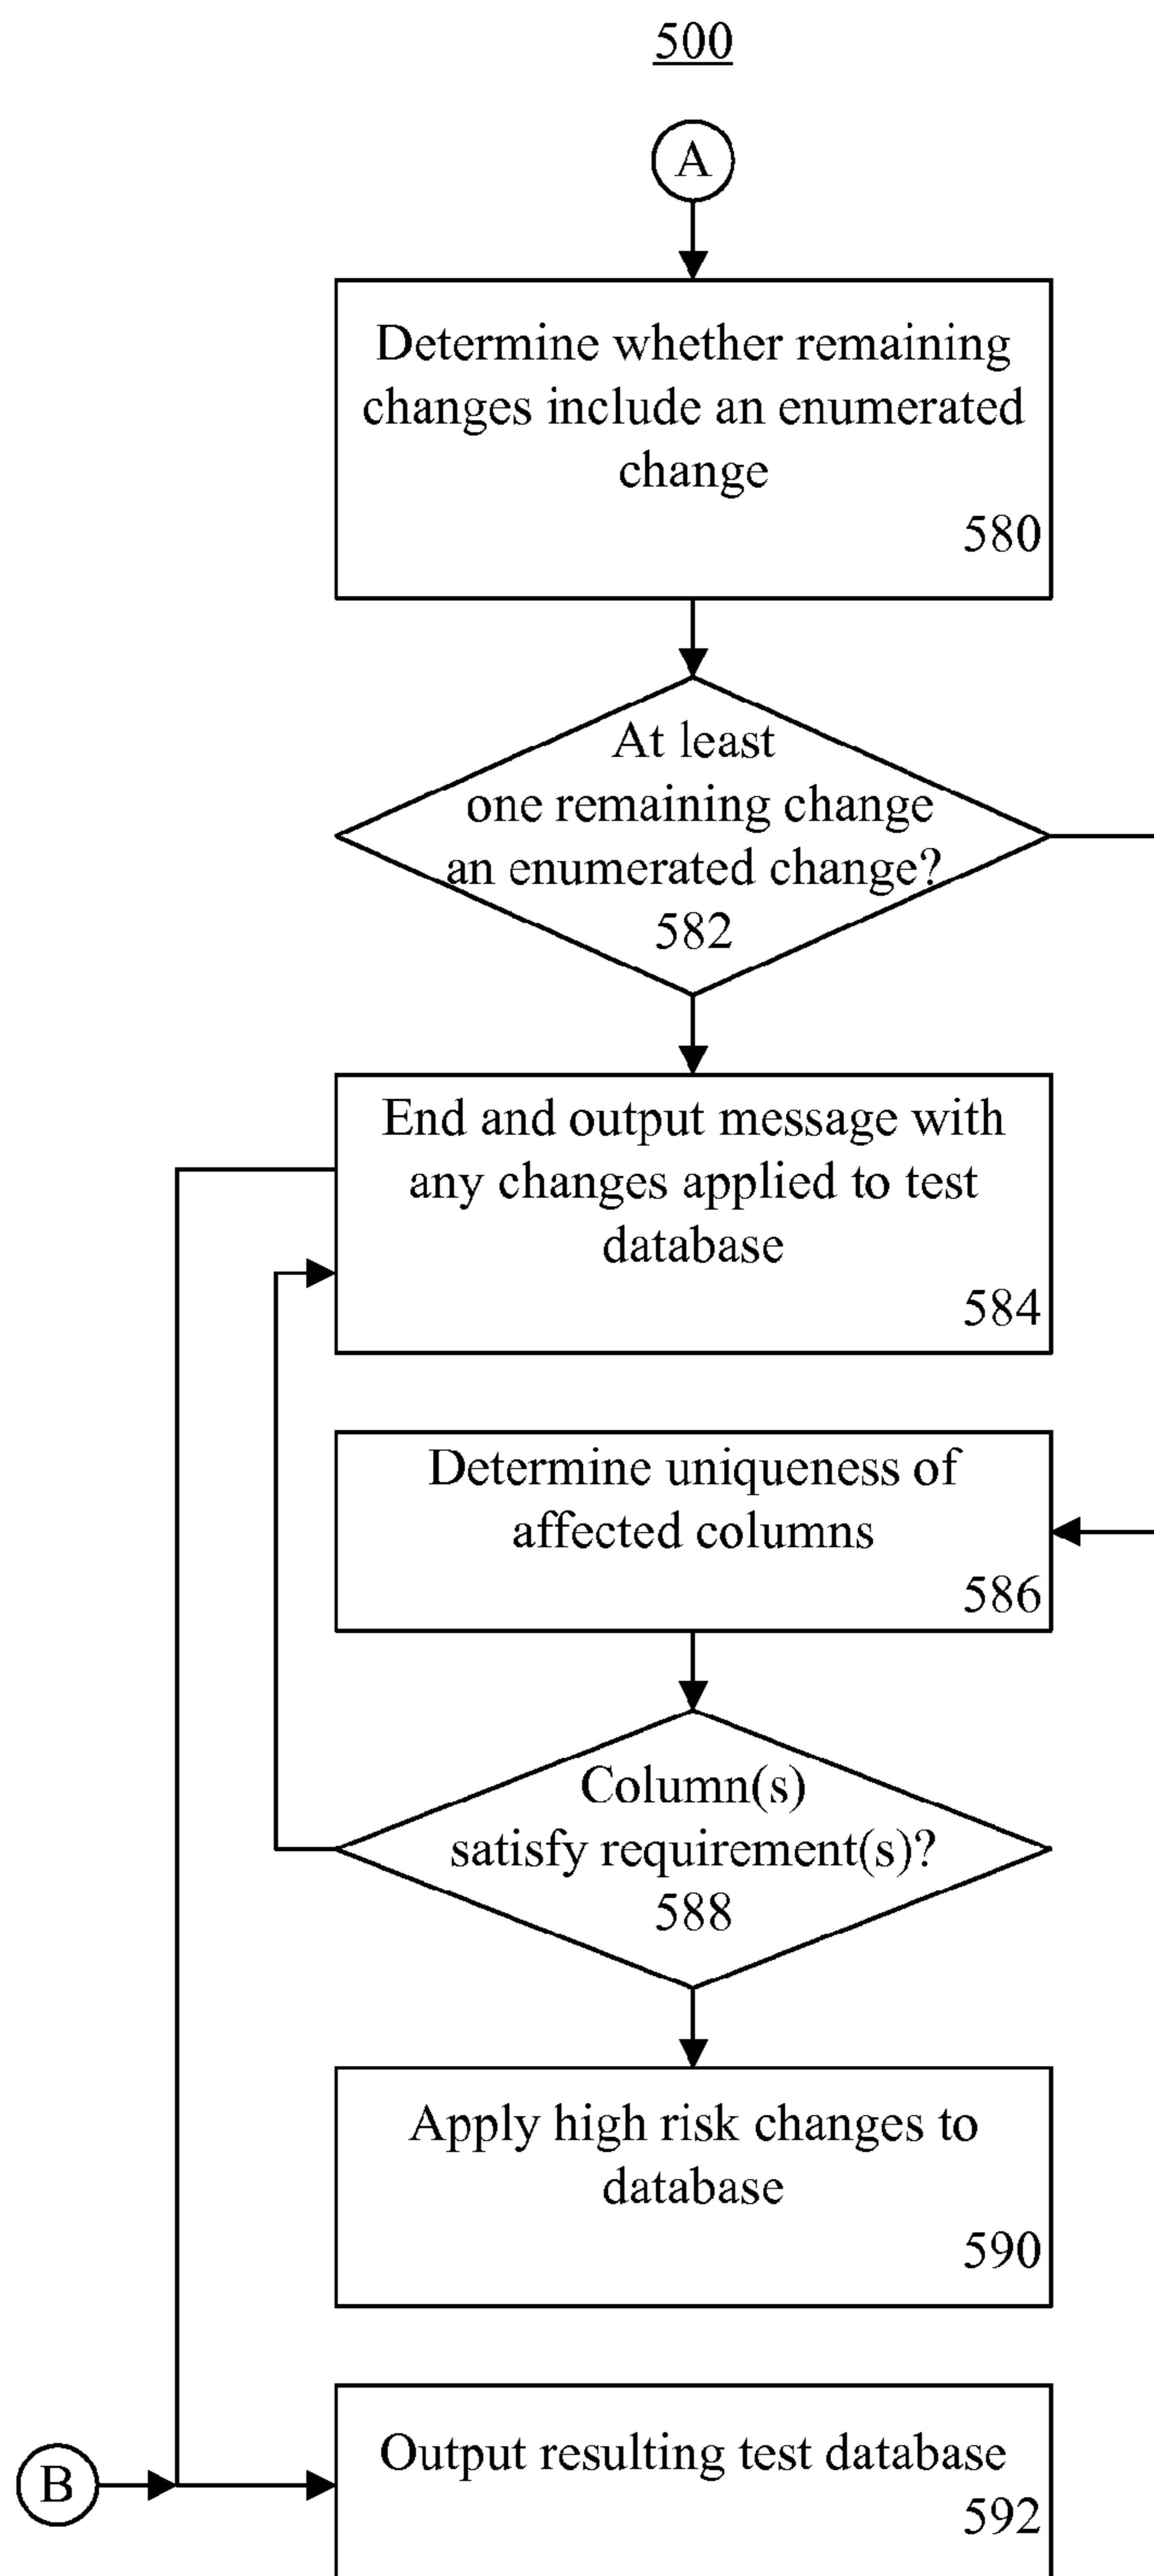 500
A
Determine whether remaining
changes include an enumerated
change
580
At least
one remaining change
an enumerated change?
582
End and output message with
any changes applied to test
database
584
Determine uniqueness of
affected columns
586
Column(s)
satisfy requirement(s)?
588
Apply high risk changes to
database
590
Output resulting test database
592
B